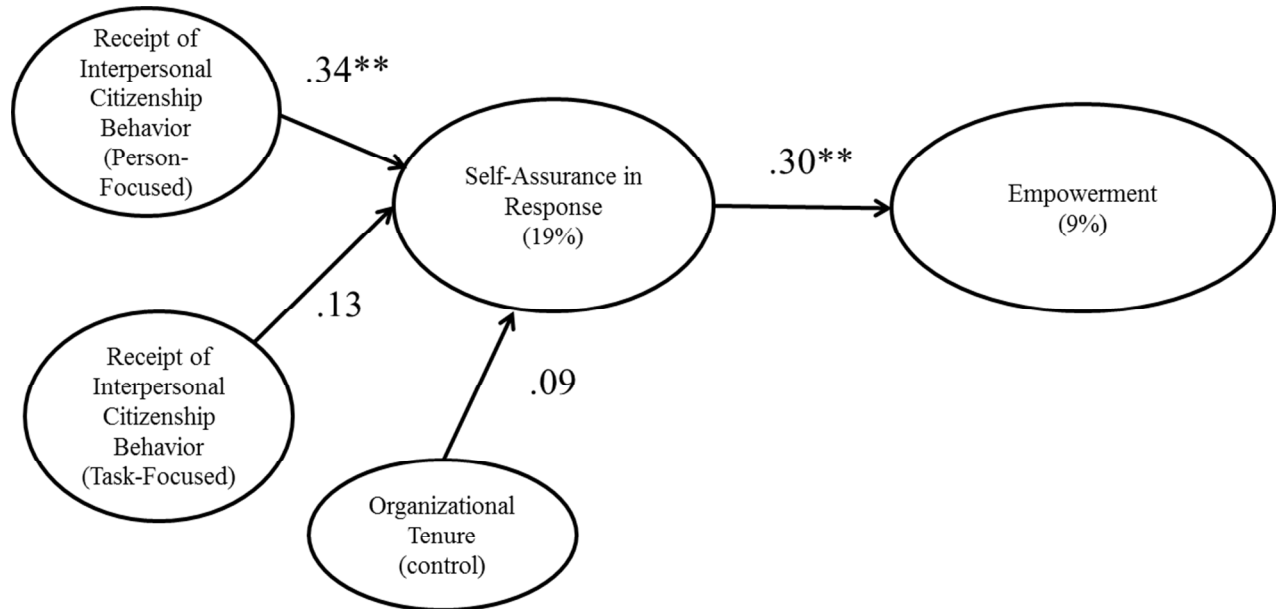 Receipt of
Interpersonal
Citizenship
Behavior
(Person-
Focused)
.34**
Self-Assurance in
Response
(19%)
.30**
Empowerment
(9%)
Receipt of
Interpersonal
Citizenship
Behavior
(Task-Focused)
.13
.09
Organizational
Tenure
(control)